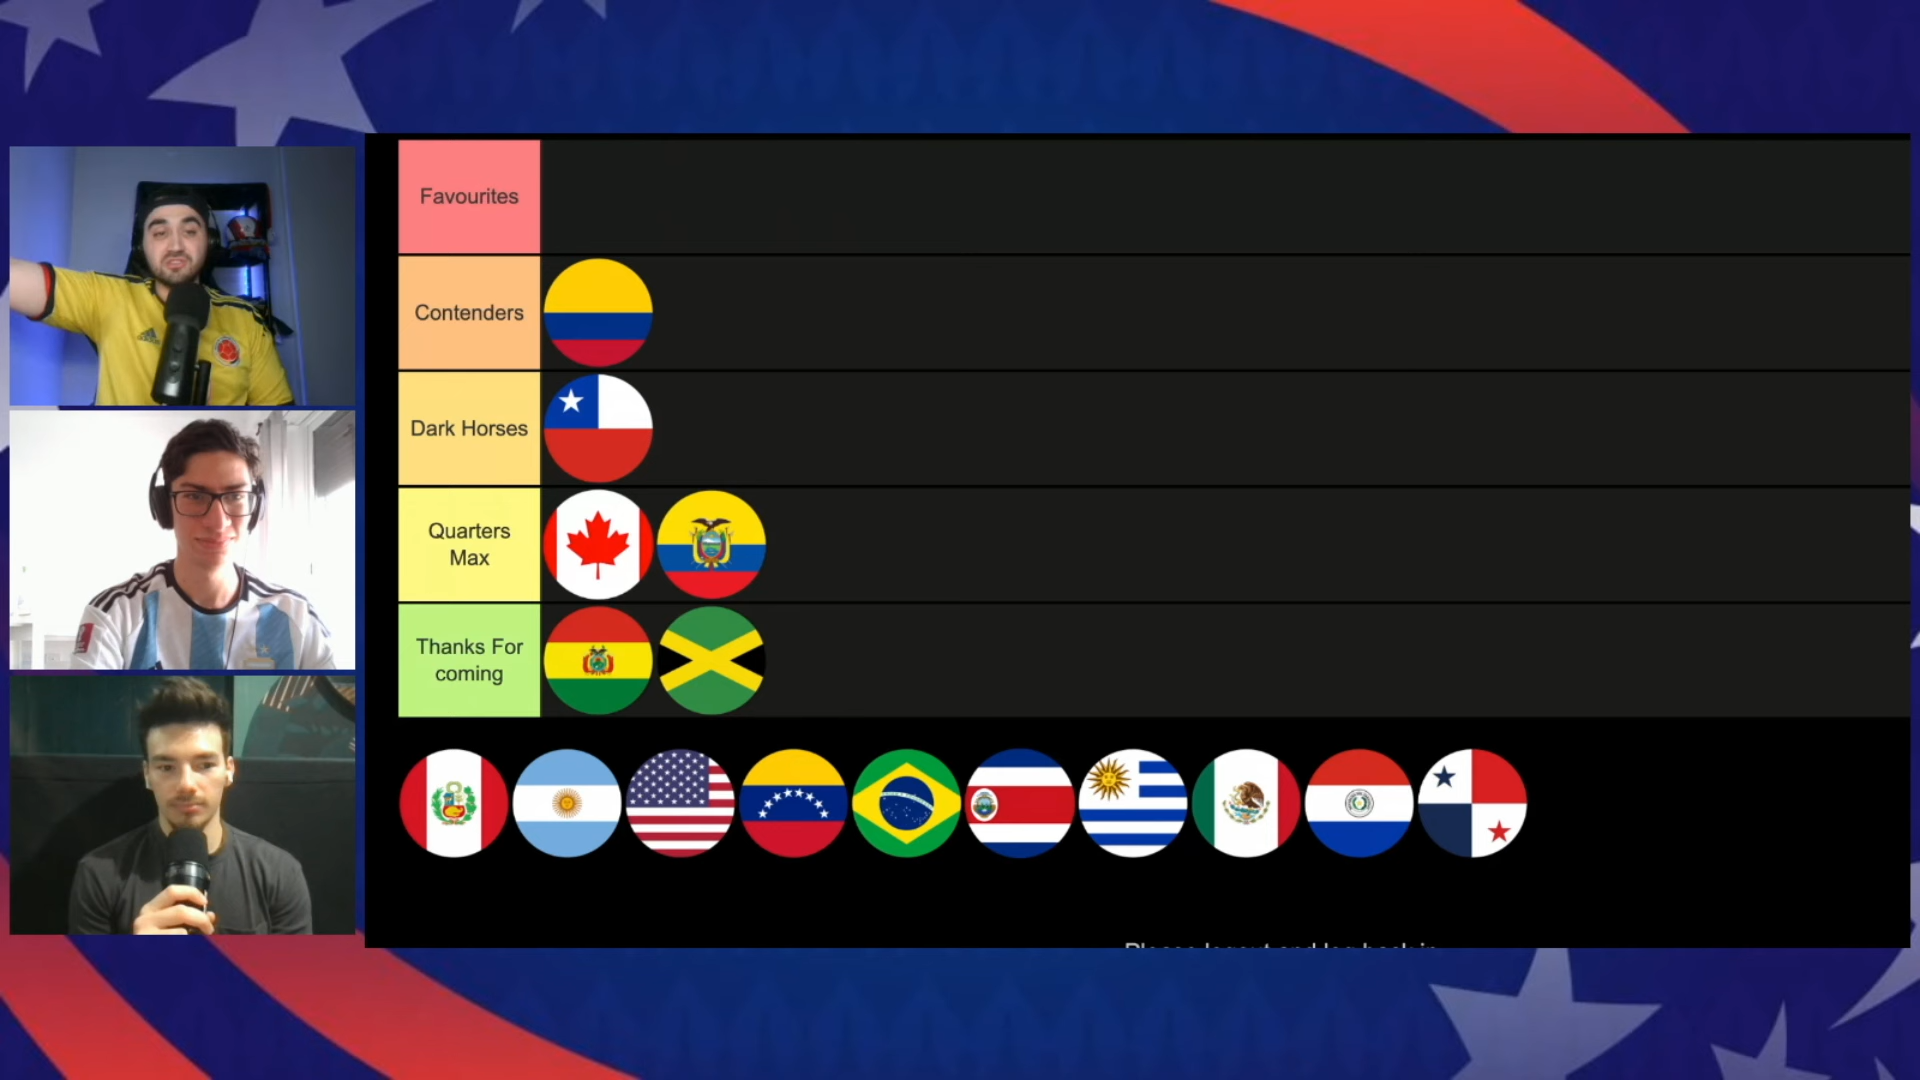 Favourites
Contenders
Dark Horses
Quarters
Max
Thanks For
coming